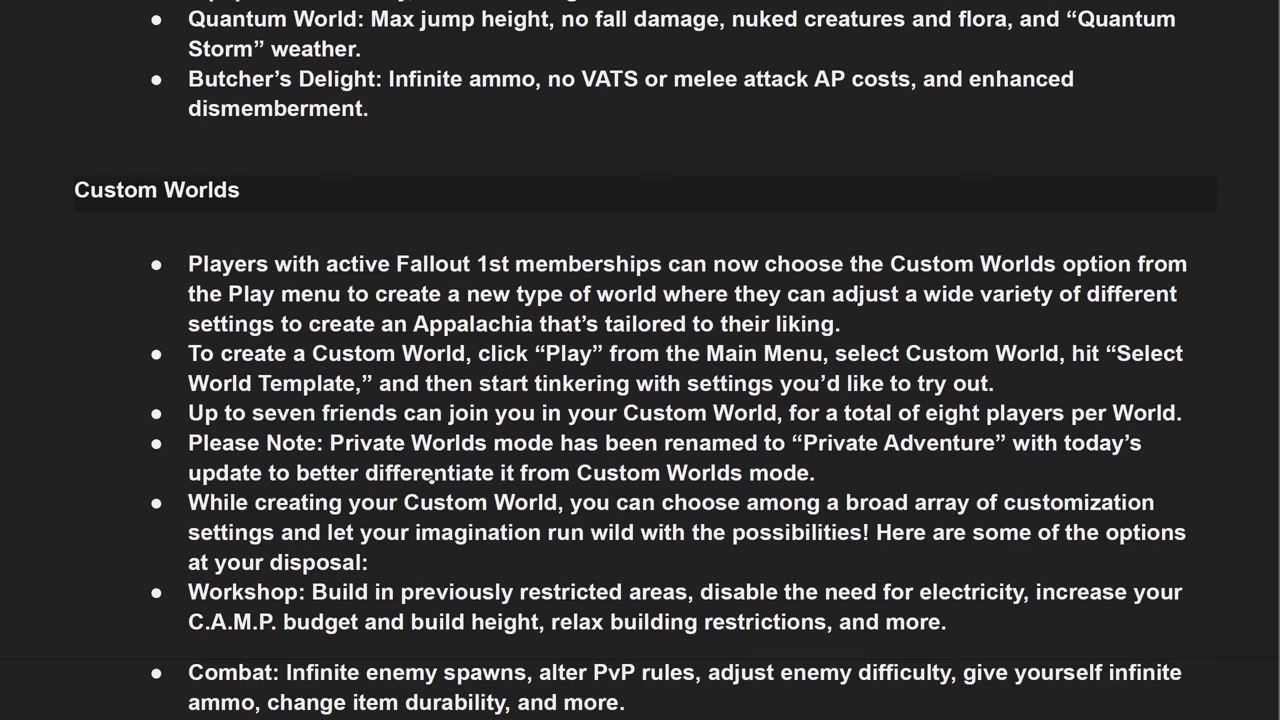 ● Quantum World: Max jump height, no fall damage, nuked creatures and flora, and “Quantum
Storm” weather.
● Butcher’s Delight: Infinite ammo, no VATS or melee attack AP costs, and enhanced
dismemberment.
Custom Worlds
● Players with active Fallout 1st memberships can now choose the Custom Worlds option from
the Play menu to create a new type of world where they can adjust a wide variety of different
settings to create an Appalachia that’s tailored to their liking.
● To create a Custom World, click “Play” from the Main Menu, select Custom World, hit “Select
World Template,” and then start tinkering with settings you’d like to try out.
● Up to seven friends can join you in your Custom World, for a total of eight players per World.
● Please Note: Private Worlds mode has been renamed to “Private Adventure” with today’s
update to better differentiate it from Custom Worlds mode.
● While creating your Custom World, you can choose among a broad array of customization
settings and let your imagination run wild with the possibilities! Here are some of the options
at your disposal:
● Workshop: Build in previously restricted areas, disable the need for electricity, increase your
C.A.M.P. budget and build height, relax building restrictions, and more.
● Combat: Infinite enemy spawns, alter PvP rules, adjust enemy difficulty, give yourself infinite
ammo, change item durability, and more.